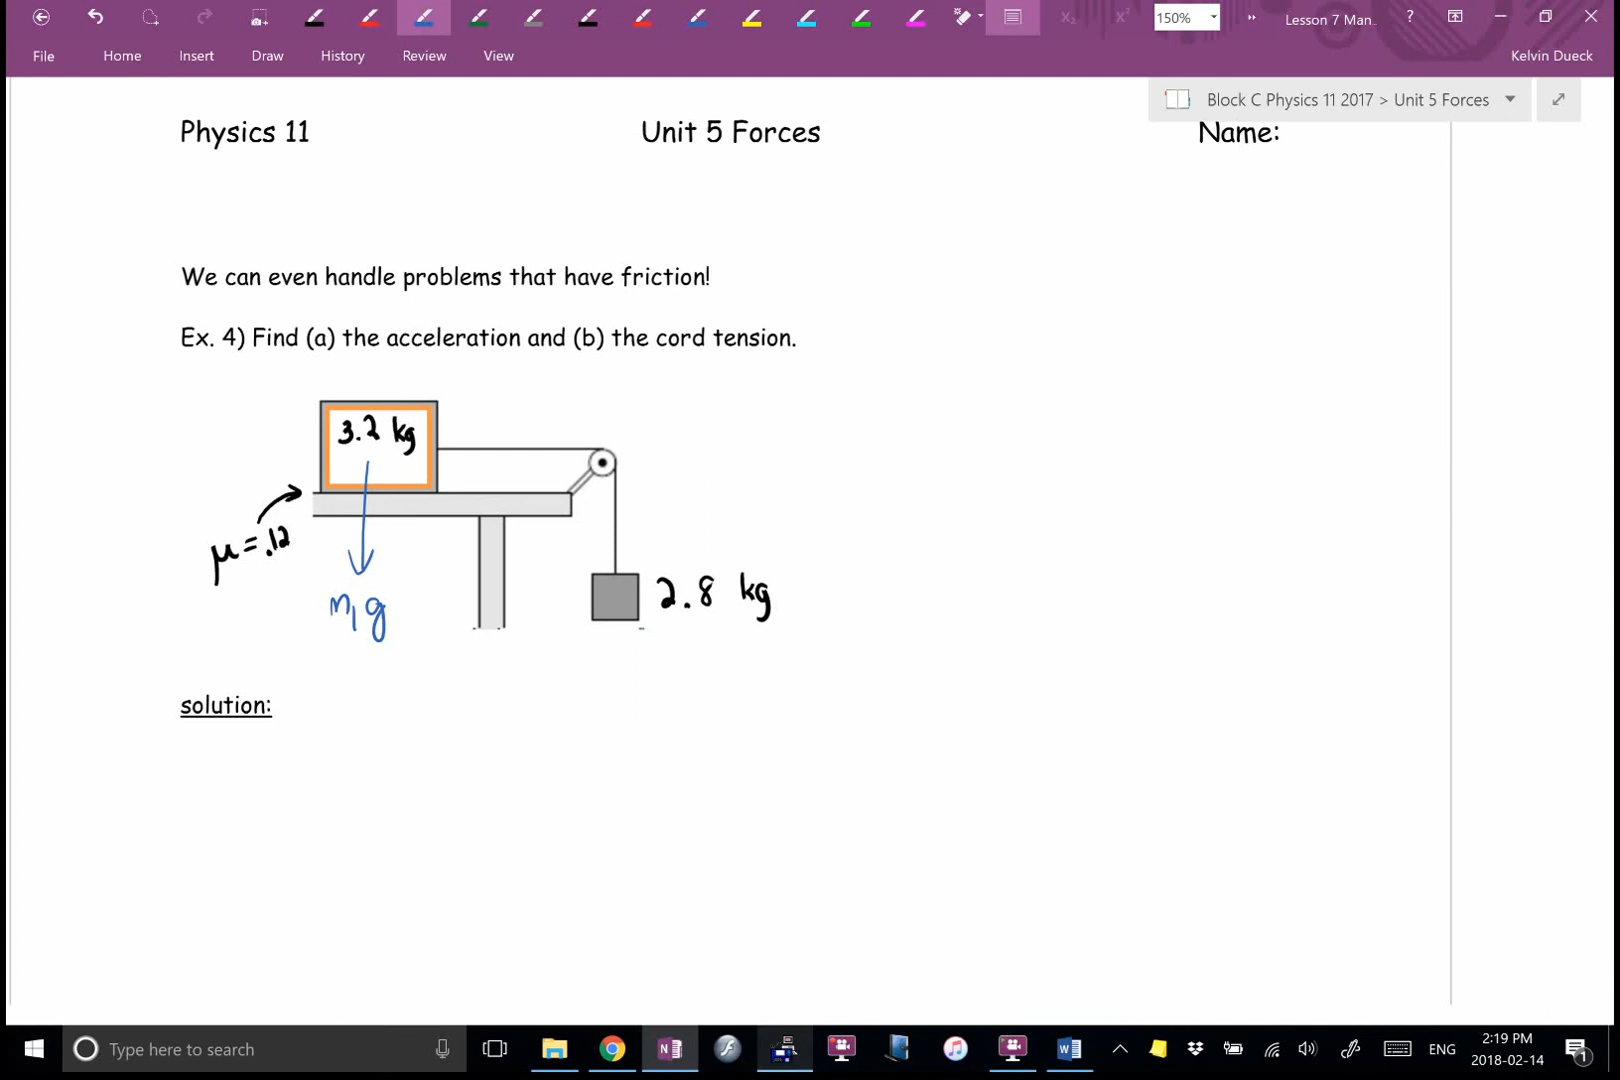 150%
Lesson 7 Man..
?
File Home Insert Draw History Review View
Kelvin Dueck
Block C Physics 11 2017 > Unit 5 Forces
Physics 11 Unit 5 Forces Name:
We can even handle problems that have friction!
Ex. 4) Find (a) the acceleration and (b) the cord tension.
3.2 kg
μ = .12
m₁g
2.8 kg
solution:
Type here to search
ENG
2:19 PM
2018-02-14
1